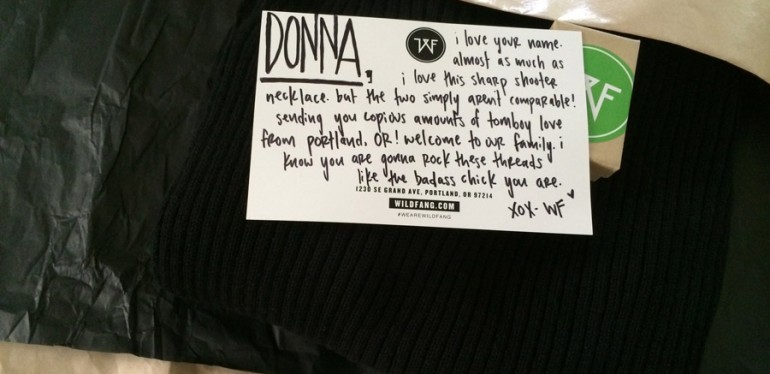 DONNA,
WF
i love your name.
almost as much as
i love this sharp shooter
necklace. but the two simply arent comparable!
sending you copious amounts of tomboy love
from portland, OR! welcome to our family. i
know you are gonna rock these threads
like the badass chick you are.
1230 SE GRAND AVE, PORTLAND, OR 97214
WILDFANG.COM
#WEAREWILDFANG
XOX- WF
WF